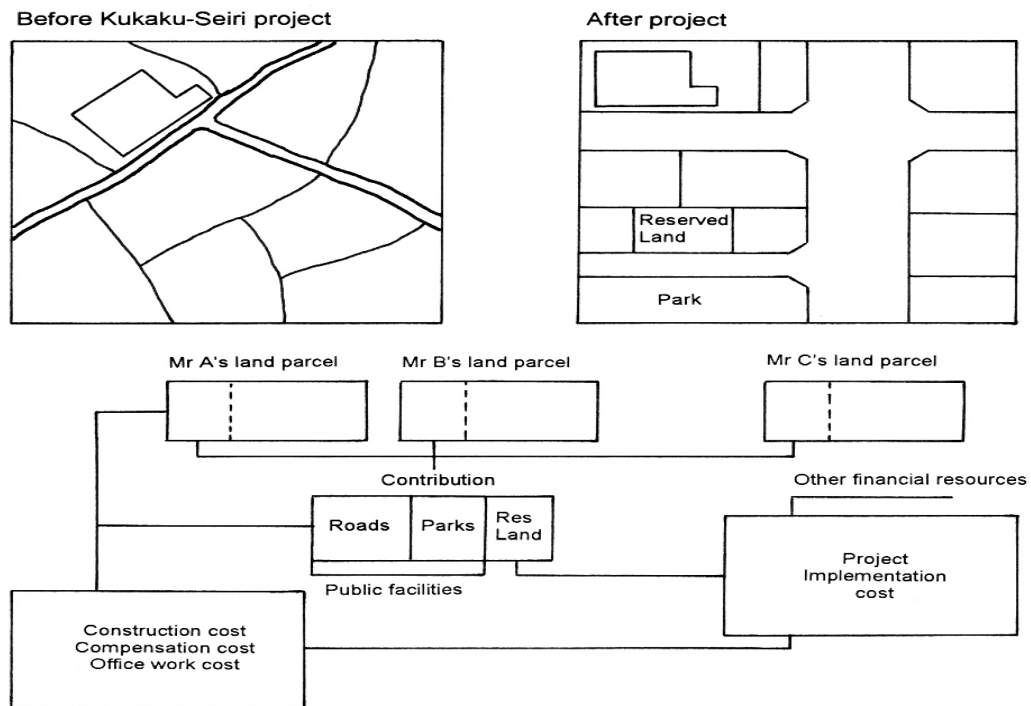 Before Kukaku-Seiri project
After project
Reserved
Land
Park
Mr A's land parcel
Mr B's land parcel
Mr C's land parcel
Contribution
Other financial resources
Roads
Parks
Res
Land
Public facilities
Project
Implementation
cost
Construction cost
Compensation cost
Office work cost